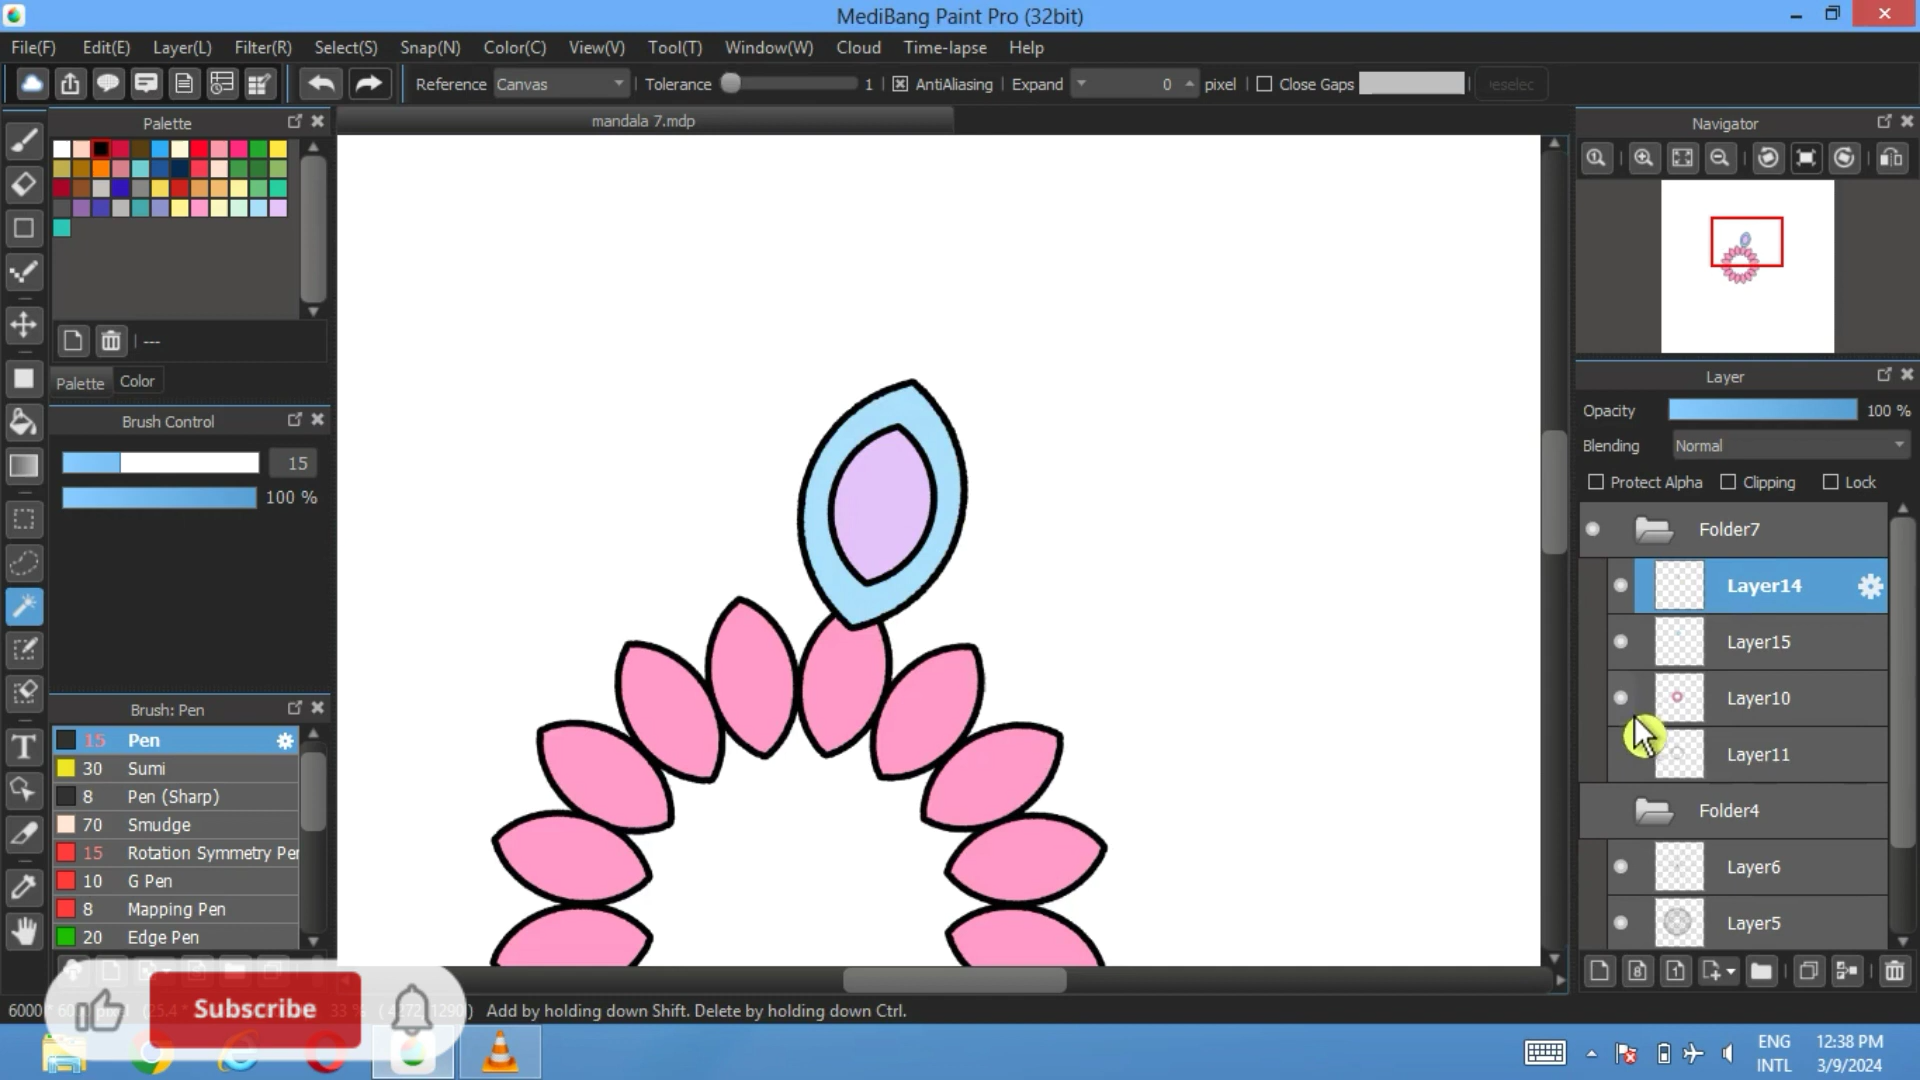 MediBang Paint Pro (32bit)
File(F) Edit(E) Layer(L) Filter(R) Select(S) Snap(N) Color(C) View(V) Tool(T) Window(W) Cloud Time-lapse Help
Reference Canvas Tolerance 1 AntiAliasing Expand 0 pixel Close Gaps
Palette
mandala 7.mdp
Navigator
---
Palette Color
Brush Control
15
100 %
Layer
Opacity 100 %
Blending Normal
Protect Alpha Clipping Lock
Folder7
Layer14
Layer15
Layer10
Layer11
Folder4
Layer6
Layer5
Brush: Pen
15 Pen
30 Sumi
8 Pen (Sharp)
70 Smudge
15 Rotation Symmetry Pe
10 G Pen
8 Mapping Pen
20 Edge Pen
Subscribe
Add by holding down Shift. Delete by holding down Ctrl.
ENG
INTL
12:38 PM
3/9/2024